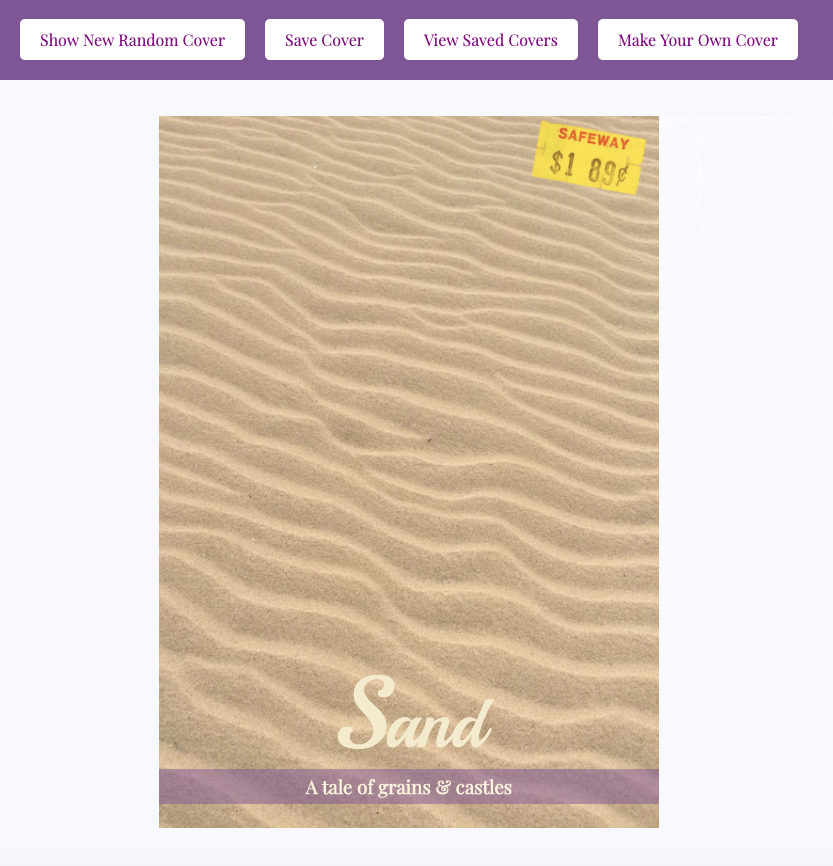 Show New Random Cover
Save Cover
View Saved Covers
Make Your Own Cover
SAFEWAY
$1 89¢
Sand
A tale of grains & castles